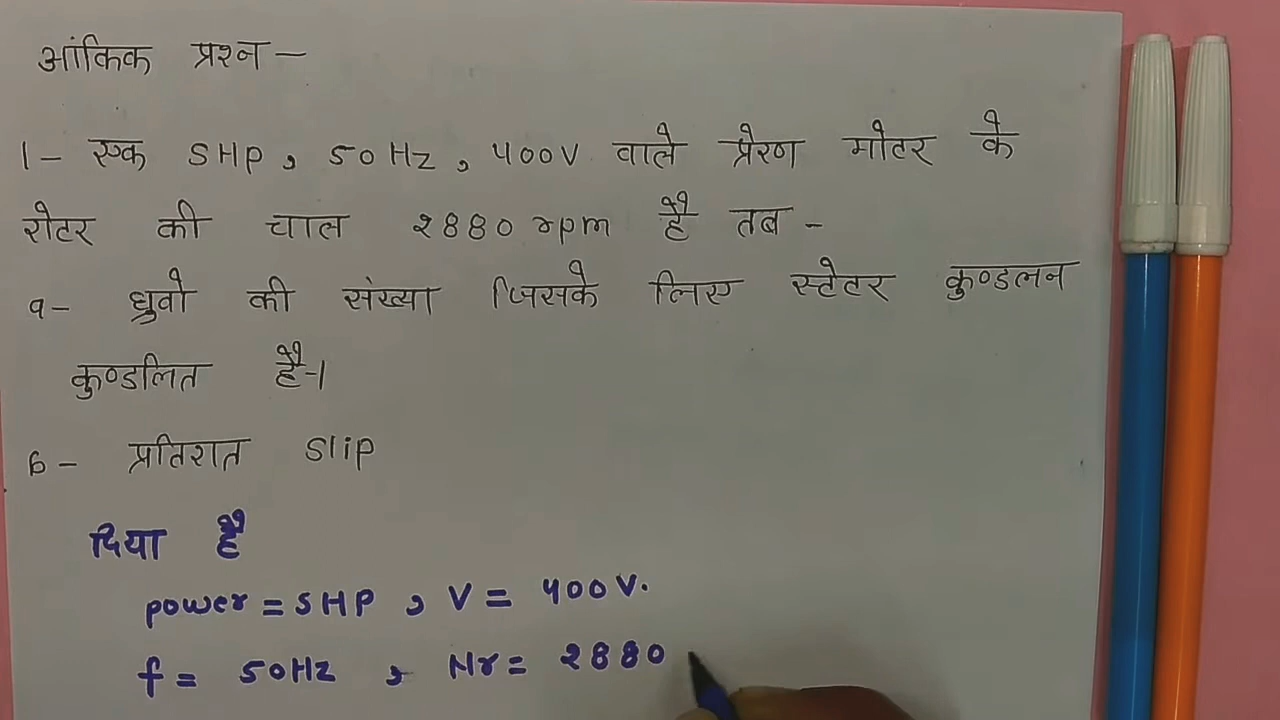 आंकिक प्रश्न -
1- एक 5HP, 50Hz, 400V वाले प्रेरण मोटर के
रोटर की चाल 2880 rpm है तब -
a- ध्रुवो की संख्या जिसके लिए स्टेटर कुण्डलन
कुण्डलित है।
b- प्रतिशत slip
दिया है
power = 5HP, V = 400V.
f = 50Hz, Nr = 2880